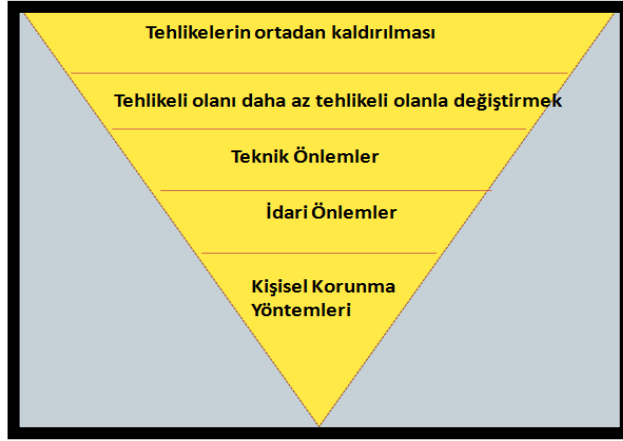 Tehlikelerin ortadan kaldırılması
Tehlikeli olanı daha az tehlikeli olanla değiştirmek
Teknik Önlemler
İdari Önlemler
Kişisel Korunma
Yöntemleri